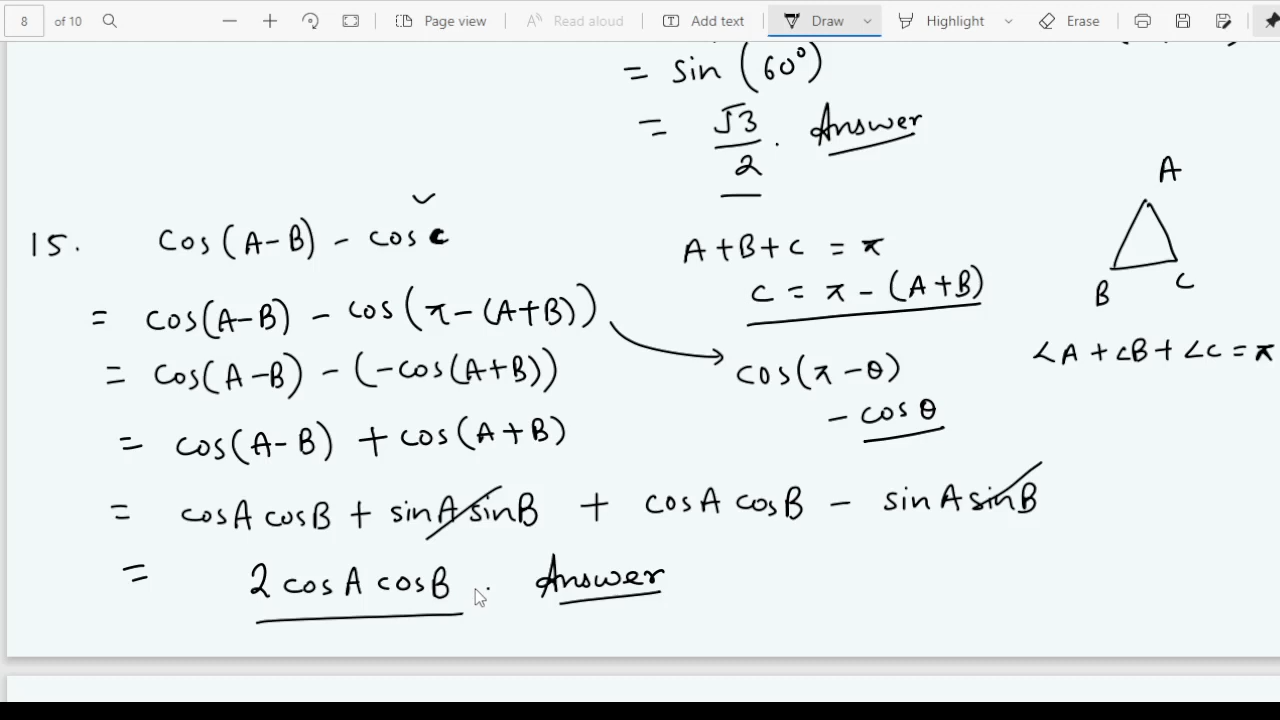 8 of 10 Page view Read aloud Add text Draw Highlight Erase
= sin (60°)
= √3/2 . Answer
A
15. cos(A-B) - cos C
A+B+C = π
C = π - (A+B)
B C
= cos(A-B) - cos(π-(A+B))
∠A + ∠B + ∠C = π
= cos(A-B) - (-cos(A+B))
cos(π-θ)
- cos θ
= cos(A-B) + cos(A+B)
= cosA cosB + sinA sinB + cosA cosB - sinA sinB
= 2 cosA cosB . Answer